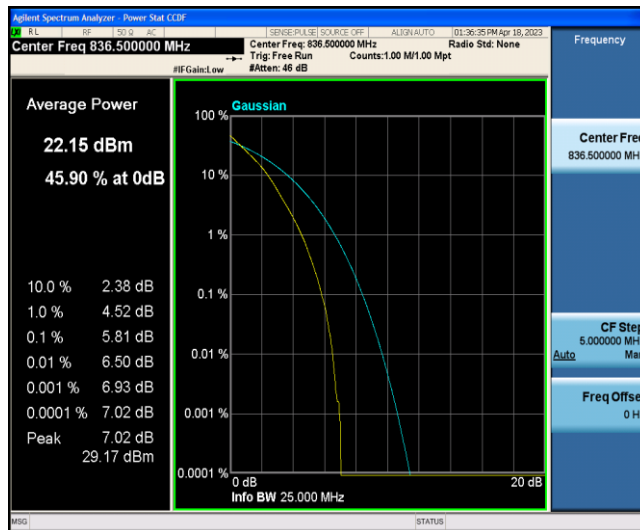 Agilent Spectrum Analyzer - Power Stat CCDF
RL RF 50 Ω AC SENSE:PULSE SOURCE OFF ALIGN AUTO 01:36:35 PM Apr 18, 2023
Center Freq 836.500000 MHz
Center Freq: 836.500000 MHz Radio Std: None
Trig: Free Run Counts:1.00 M/1.00 Mpt
#IFGain:Low #Atten: 46 dB
Frequency
Average Power
22.15 dBm
45.90 % at 0dB
10.0 % 2.38 dB
1.0 % 4.52 dB
0.1 % 5.81 dB
0.01 % 6.50 dB
0.001 % 6.93 dB
0.0001 % 7.02 dB
Peak 7.02 dB
29.17 dBm
Gaussian
100 %
10 %
1 %
0.1 %
0.01 %
0.001 %
0.0001 %
0 dB 20 dB
Info BW 25.000 MHz
Center Freq
836.500000 MH
CF Step
5.000000 MH
Auto Ma
Freq Offse
0 H
MSG STATUS